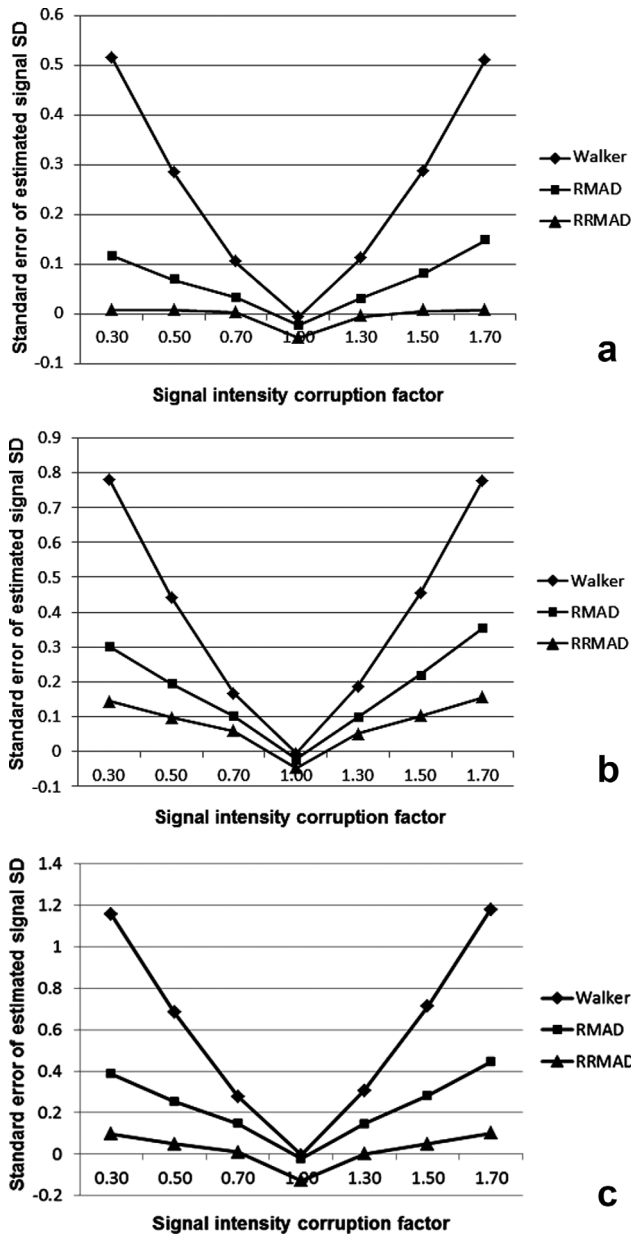 0.6
0.5
0.4
0.3
0.2
0.1
0
-0.1
Standard error of estimated signal SD
0.30 0.50 0.70 1.00 1.30 1.50 1.70
Signal intensity corruption factor
Walker
RMAD
RRMAD
a
0.9
0.8
0.7
0.6
0.5
0.4
0.3
0.2
0.1
0
-0.1
Standard error of estimated signal SD
0.30 0.50 0.70 1.00 1.30 1.50 1.70
Signal intensity corruption factor
Walker
RMAD
RRMAD
b
1.4
1.2
1
0.8
0.6
0.4
0.2
0
-0.2
Standard error of estimated signal SD
0.30 0.50 0.70 1.00 1.30 1.50 1.70
Signal intensity corruption factor
Walker
RMAD
RRMAD
c